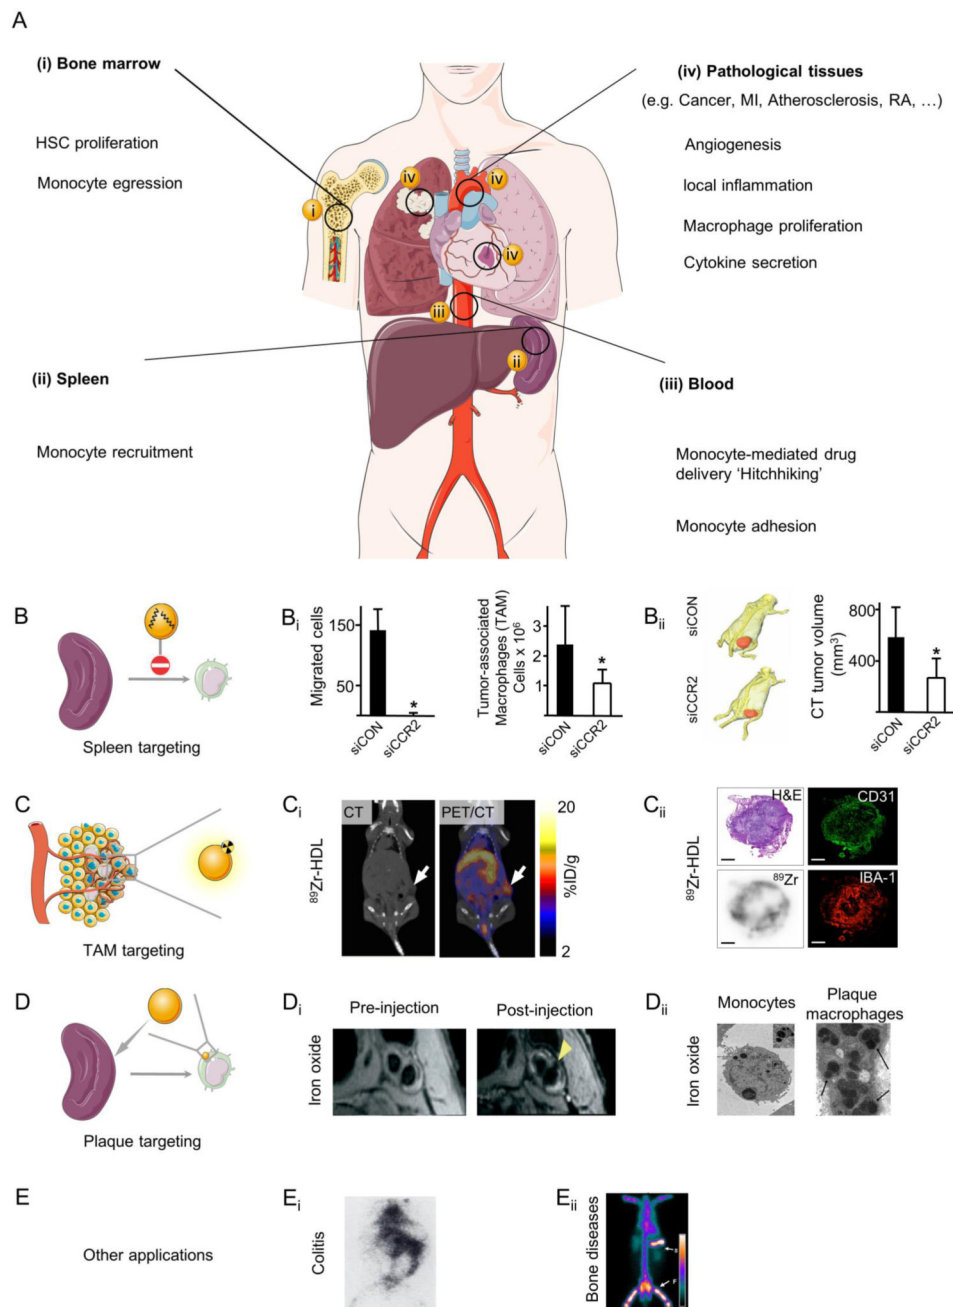 A
(i) Bone marrow
HSC proliferation
Monocyte egression
(iv) Pathological tissues
(e.g. Cancer, MI, Atherosclerosis, RA, …)
Angiogenesis
local inflammation
Macrophage proliferation
Cytokine secretion
i
iv
iv
iv
iii
ii
(ii) Spleen
Monocyte recruitment
(iii) Blood
Monocyte-mediated drug
delivery ‘Hitchhiking’
Monocyte adhesion
B
Spleen targeting
Bi
Migrated cells
150
50
*
siCON
siCCR2
Tumor-associated
Macrophages (TAM)
Cells x 10⁶
3
2
1
*
siCON
siCCR2
Bii
siCON
siCCR2
CT tumor volume
(mm³)
800
400
*
siCON
siCCR2
C
TAM targeting
Ci
⁸⁹Zr-HDL
CT
PET/CT
20
%ID/g
2
Cii
⁸⁹Zr-HDL
H&E
CD31
⁸⁹Zr
IBA-1
D
Plaque targeting
Di
Iron oxide
Pre-injection
Post-injection
Dii
Iron oxide
Monocytes
Plaque
macrophages
E
Other applications
Ei
Colitis
Eii
Bone diseases
F